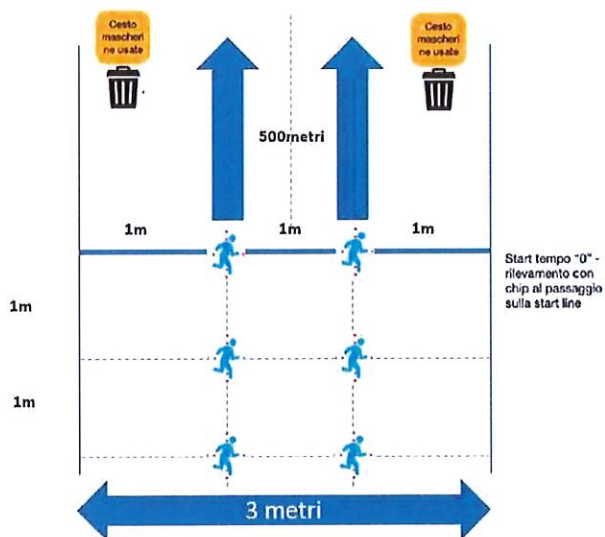 Cesto
mascheri
ne usate
Cesto
mascheri
ne usate
500metri
1m
1m
1m
Start tempo "0" -
rilevamento con
chip al passaggio
sulla start line
1m
1m
3 metri